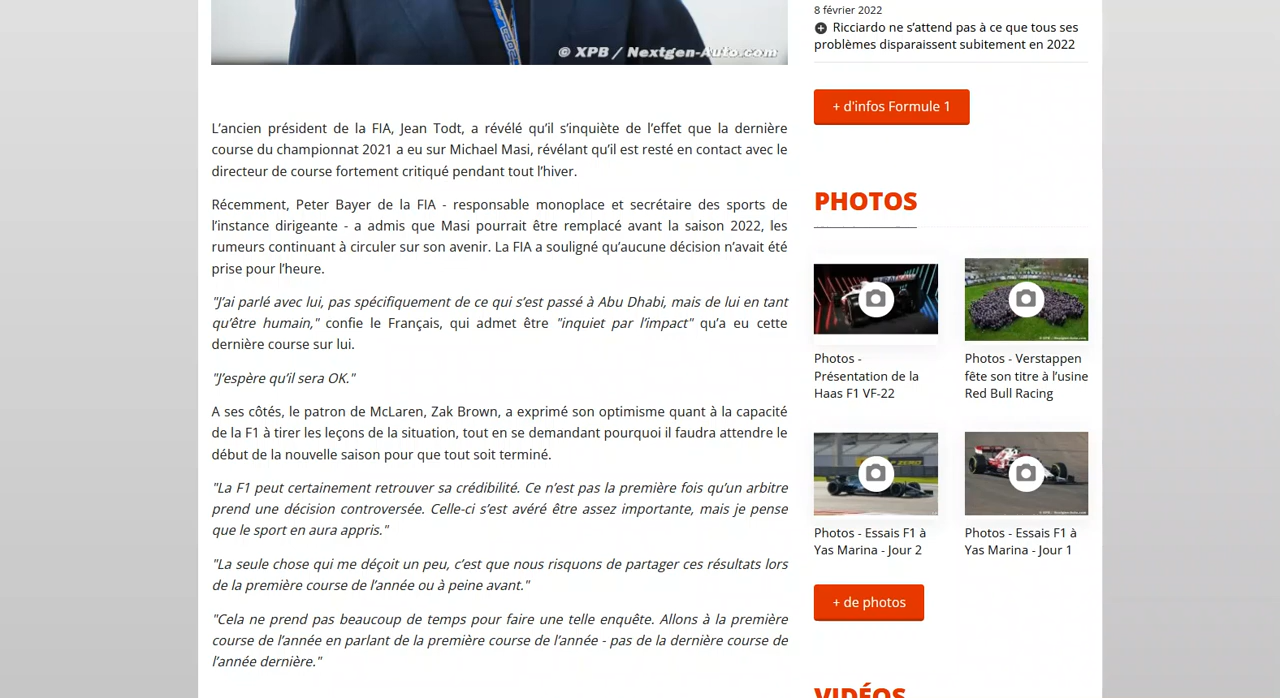 © XPB / Nextgen-Auto.com
L’ancien président de la FIA, Jean Todt, a révélé qu’il s’inquiète de l’effet que la dernière
course du championnat 2021 a eu sur Michael Masi, révélant qu’il est resté en contact avec le
directeur de course fortement critiqué pendant tout l’hiver.
Récemment, Peter Bayer de la FIA - responsable monoplace et secrétaire des sports de
l’instance dirigeante - a admis que Masi pourrait être remplacé avant la saison 2022, les
rumeurs continuant à circuler sur son avenir. La FIA a souligné qu’aucune décision n’avait été
prise pour l’heure.
"J’ai parlé avec lui, pas spécifiquement de ce qui s’est passé à Abu Dhabi, mais de lui en tant
qu’être humain," confie le Français, qui admet être "inquiet par l’impact" qu’a eu cette
dernière course sur lui.
"J’espère qu’il sera OK."
A ses côtés, le patron de McLaren, Zak Brown, a exprimé son optimisme quant à la capacité
de la F1 à tirer les leçons de la situation, tout en se demandant pourquoi il faudra attendre le
début de la nouvelle saison pour que tout soit terminé.
"La F1 peut certainement retrouver sa crédibilité. Ce n’est pas la première fois qu’un arbitre
prend une décision controversée. Celle-ci s’est avéré être assez importante, mais je pense
que le sport en aura appris."
"La seule chose qui me déçoit un peu, c’est que nous risquons de partager ces résultats lors
de la première course de l’année ou à peine avant."
"Cela ne prend pas beaucoup de temps pour faire une telle enquête. Allons à la première
course de l’année en parlant de la première course de l’année - pas de la dernière course de
l’année dernière."
8 février 2022
Ricciardo ne s’attend pas à ce que tous ses
problèmes disparaissent subitement en 2022
+ d'infos Formule 1
PHOTOS
Photos -
Présentation de la
Haas F1 VF-22
Photos - Verstappen
fête son titre à l’usine
Red Bull Racing
Photos - Essais F1 à
Yas Marina - Jour 2
Photos - Essais F1 à
Yas Marina - Jour 1
+ de photos
VIDÉOS